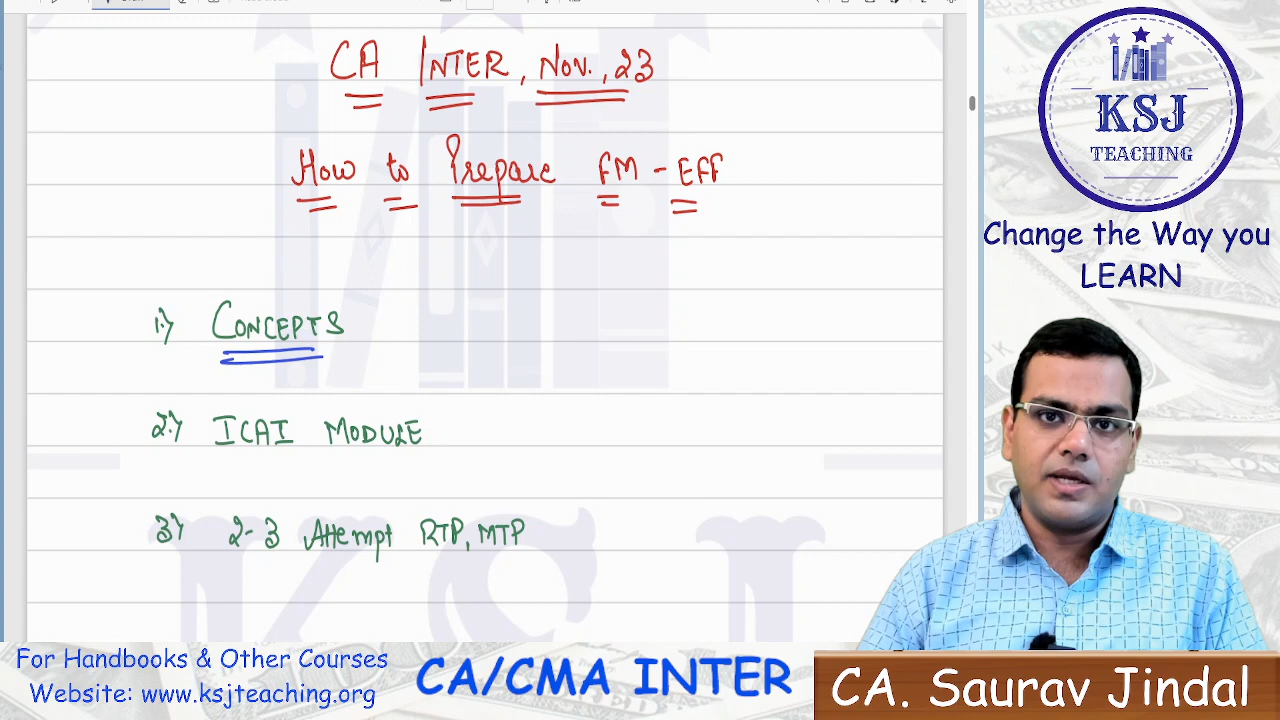 CA INTER, Nov., 23
How to Prepare FM - EFF
1.) CONCEPTS
2.) ICAI MODULE
3.) 2-3 Attempt RTP, MTP
KSJ
TEACHING
Change the Way you
LEARN
For Handbooks & Other Courses
Website: www.ksjteaching.org
CA/CMA INTER
CA. Saurav Jindal